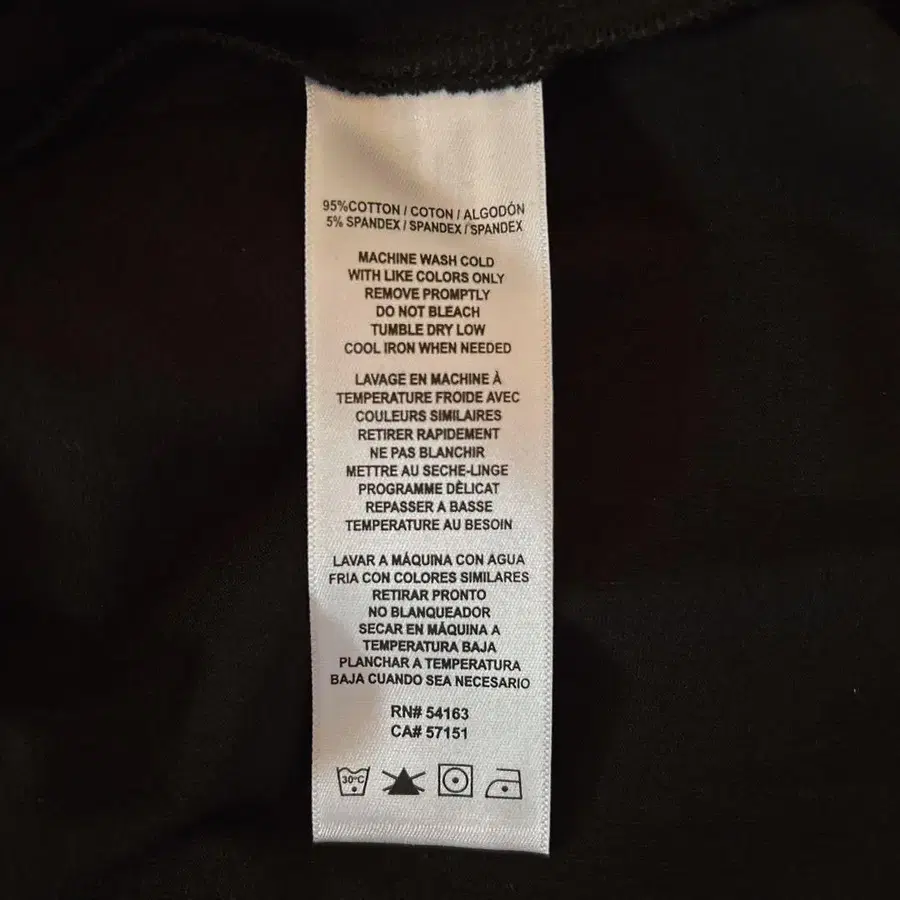 95%COTTON / COTON / ALGODÓN
5% SPANDEX / SPANDEX / SPANDEX
MACHINE WASH COLD
WITH LIKE COLORS ONLY
REMOVE PROMPTLY
DO NOT BLEACH
TUMBLE DRY LOW
COOL IRON WHEN NEEDED
LAVAGE EN MACHINE À
TEMPERATURE FROIDE AVEC
COULEURS SIMILAIRES
RETIRER RAPIDEMENT
NE PAS BLANCHIR
METTRE AU SECHE-LINGE
PROGRAMME DÈLICAT
REPASSER A BASSE
TEMPERATURE AU BESOIN
LAVAR A MÁQUINA CON AGUA
FRIA CON COLORES SIMILARES
RETIRAR PRONTO
NO BLANQUEADOR
SECAR EN MÁQUINA A
TEMPERATURA BAJA
PLANCHAR A TEMPERATURA
BAJA CUANDO SEA NECESARIO
RN# 54163
CA# 57151
30°C